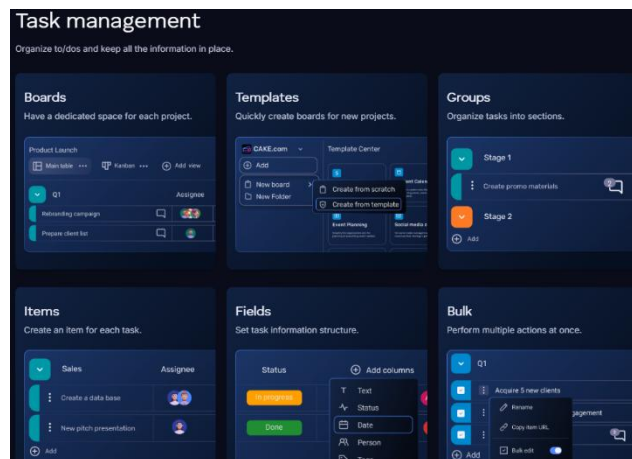 Task management
Organize to/dos and keep all the information in place.
Boards
Have a dedicated space for each project.
Product Launch
Main table
Kanban
Add view
Q1
Assignee
Rebranding campaign
Prepare client list
Templates
Quickly create boards for new projects.
CAKE.com
Template Center
Add
New board
Create from scratch
New Folder
Create from template
Event Planning
Social media
Groups
Organize tasks into sections.
Stage 1
Create promo materials
Stage 2
Add
Items
Create an item for each task.
Sales
Assignee
Create a data base
New pitch presentation
Add
Fields
Set task information structure.
Status
Add columns
In progress
T Text
Status
Done
Date
Person
Bulk
Perform multiple actions at once.
Q1
Acquire 5 new clients
Rename
Copy item URL
Bulk edit
Add